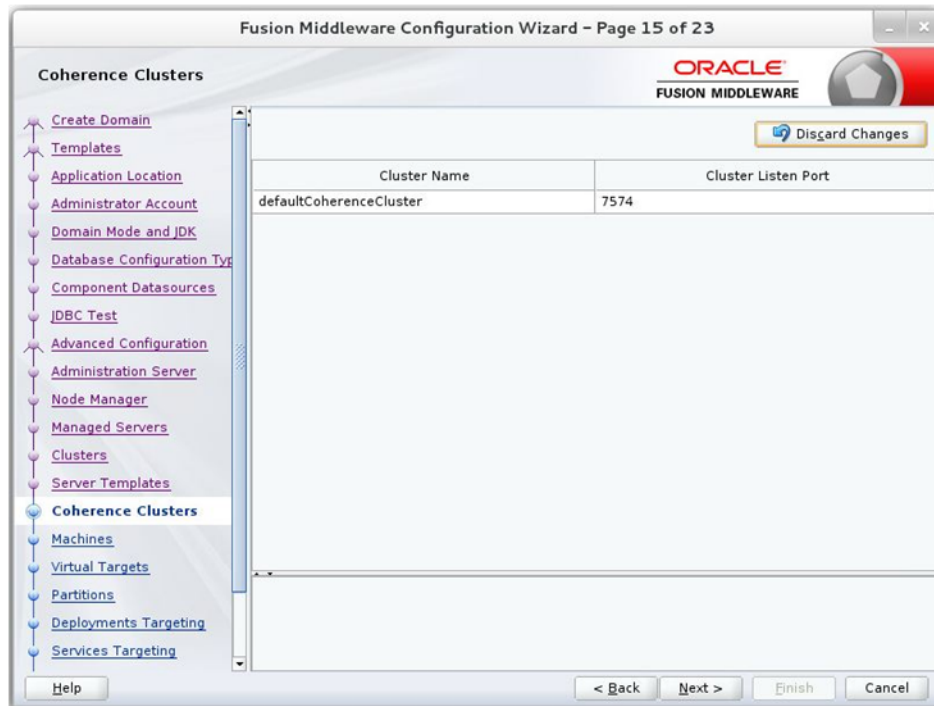 Fusion Middleware Configuration Wizard – Page 15 of 23
Coherence Clusters
ORACLE
FUSION MIDDLEWARE
Create Domain
Templates
Application Location
Administrator Account
Domain Mode and JDK
Database Configuration Typ
Component Datasources
JDBC Test
Advanced Configuration
Administration Server
Node Manager
Managed Servers
Clusters
Server Templates
Coherence Clusters
Machines
Virtual Targets
Partitions
Deployments Targeting
Services Targeting
Discard Changes
Cluster Name Cluster Listen Port
defaultCoherenceCluster 7574
Help < Back Next > Finish Cancel